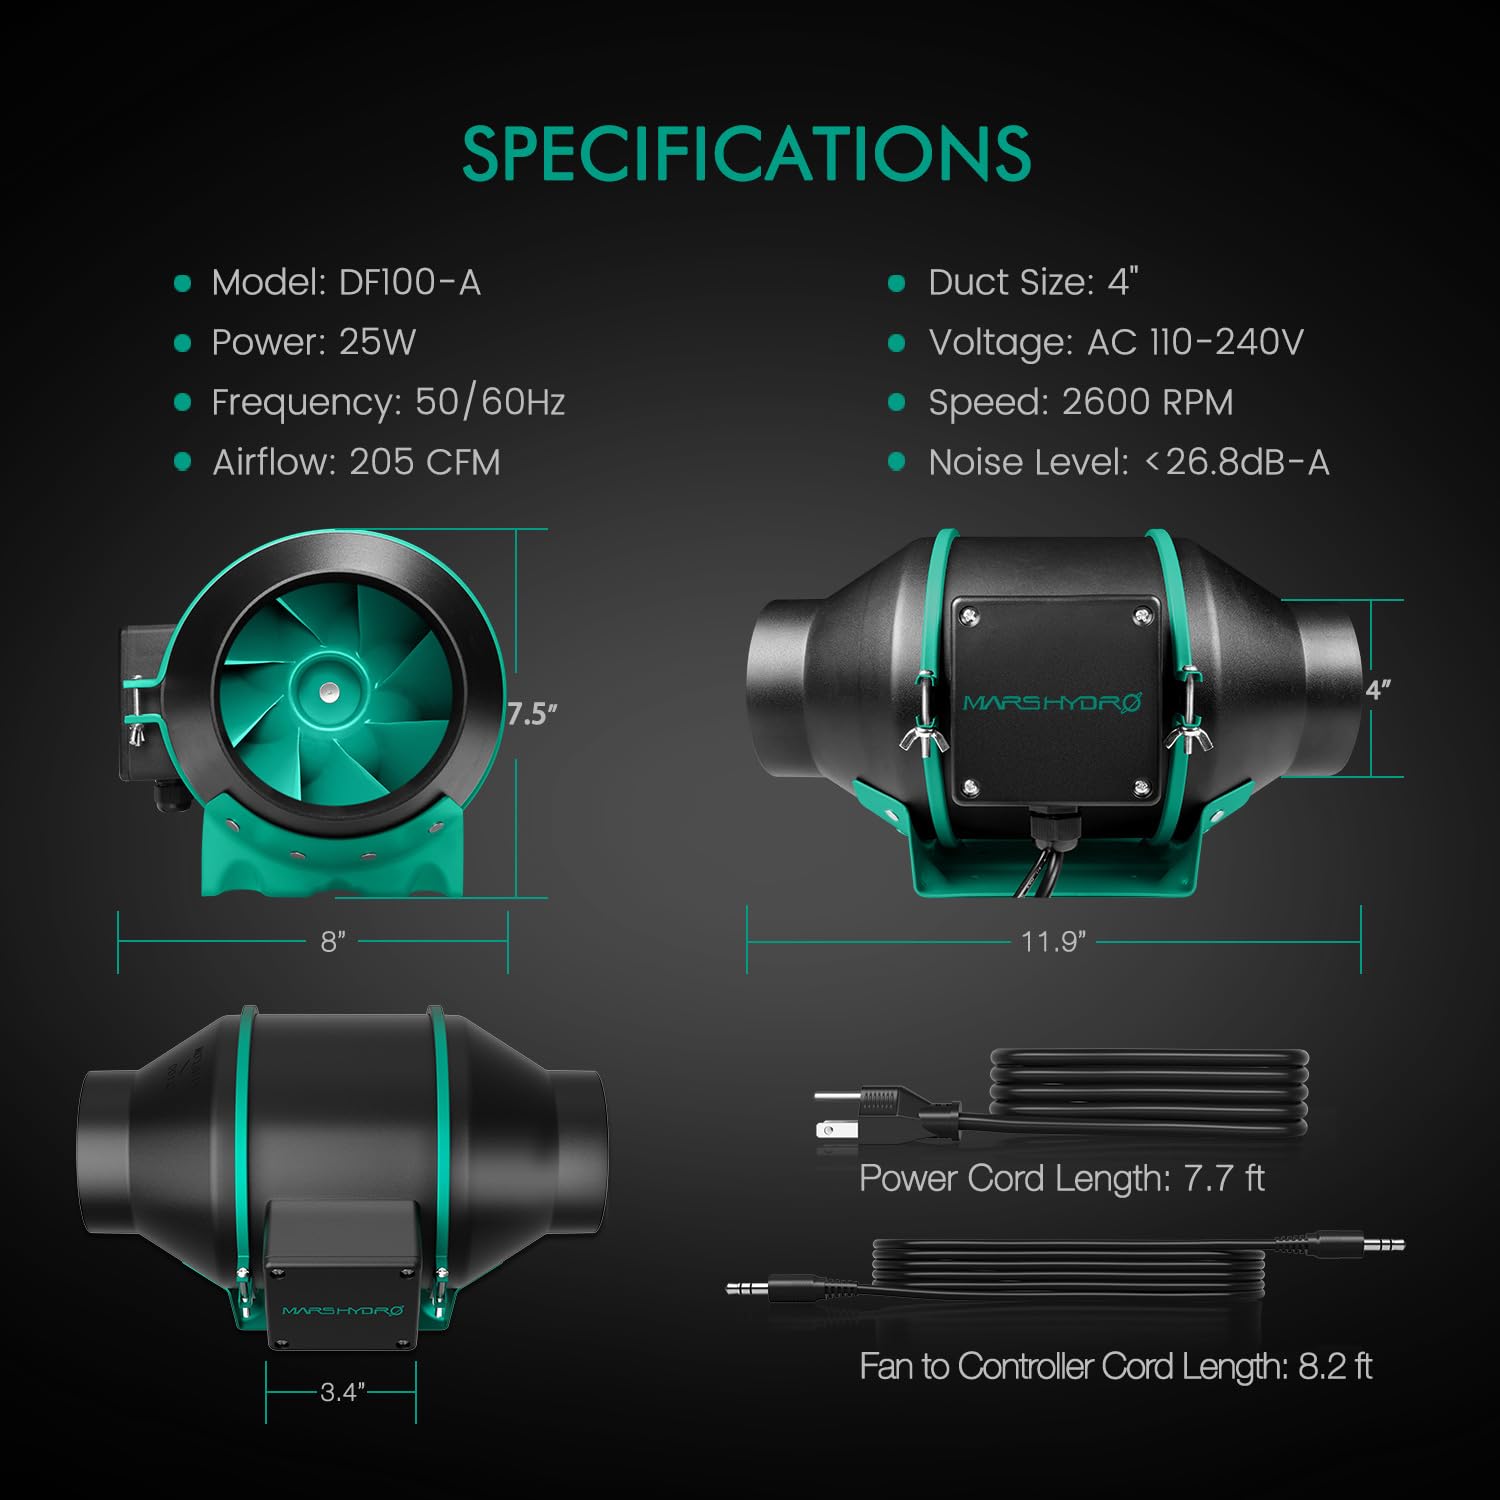 SPECIFICATIONS
Model: DF100-A
Power: 25W
Frequency: 50/60Hz
Airflow: 205 CFM
Duct Size: 4"
Voltage: AC 110-240V
Speed: 2600 RPM
Noise Level: <26.8dB-A
7.5”
8”
MARSHYDRO
4”
11.9”
MARSHYDRO
3.4”
Power Cord Length: 7.7 ft
Fan to Controller Cord Length: 8.2 ft